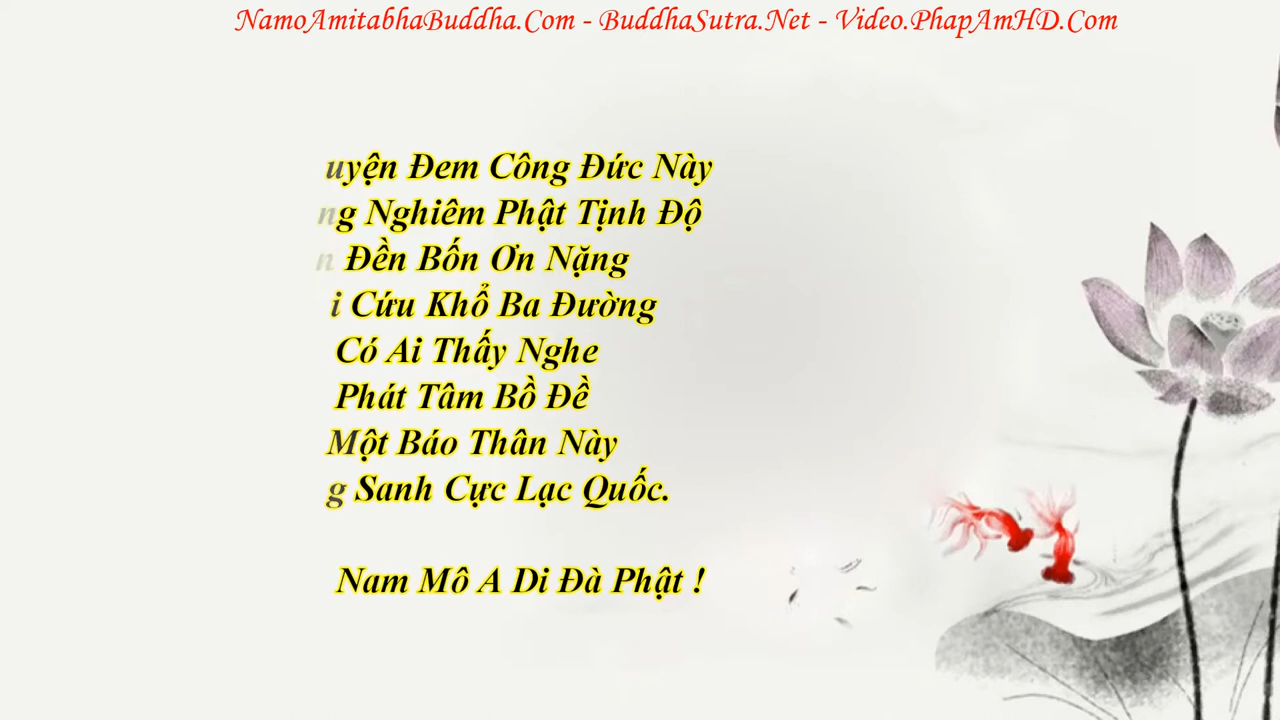 NamoAmitabhaBuddha.Com - BuddhaSutra.Net - Video.PhapAmHD.Com
uyện Đem Công Đức Này
ng Nghiêm Phật Tịnh Độ
n Đền Bốn Ơn Nặng
i Cứu Khổ Ba Đường
Có Ai Thấy Nghe
Phát Tâm Bồ Đề
Một Báo Thân Này
g Sanh Cực Lạc Quốc.
Nam Mô A Di Đà Phật !